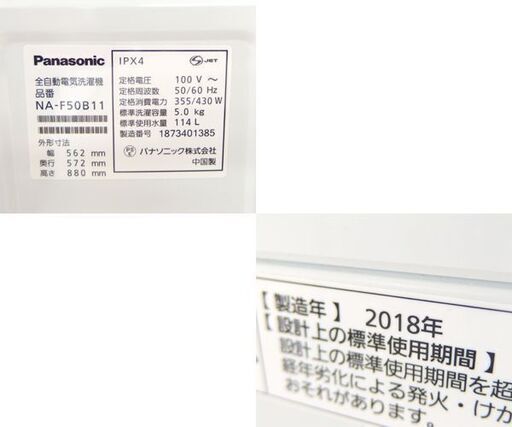 Panasonic
全自動電気洗濯機
品番
NA-F50B11
外形寸法
幅 562 mm
奥行 572 mm
高さ 880 mm
IPX4
JET
定格電圧 100 V ～
定格周波数 50/60 Hz
定格消費電力 355/430 W
標準洗濯容量 5.0 kg
標準使用水量 114 L
製造番号 1873401385
PSE パナソニック株式会社
中国製
【 製造年 】 2018年
【 設計上の標準使用期間 】
設計上の標準使用期間を超
経年劣化による発火・けか
おそれがあります。